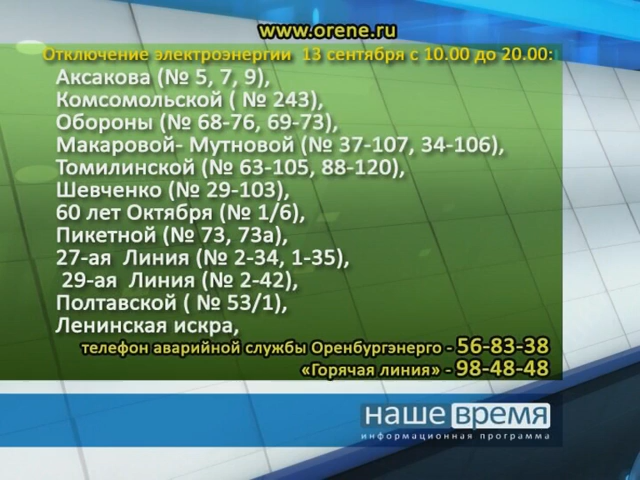 www.orene.ru
Отключение электроэнергии 13 сентября с 10.00 до 20.00:
Аксакова (№ 5, 7, 9),
Комсомольской ( № 243),
Обороны (№ 68-76, 69-73),
Макаровой- Мутновой (№ 37-107, 34-106),
Томилинской (№ 63-105, 88-120),
Шевченко (№ 29-103),
60 лет Октября (№ 1/6),
Пикетной (№ 73, 73а),
27-ая Линия (№ 2-34, 1-35),
29-ая Линия (№ 2-42),
Полтавской ( № 53/1),
Ленинская искра,
телефон аварийной службы Оренбургэнерго - 56-83-38
«Горячая линия» - 98-48-48
наше время
информационная программа